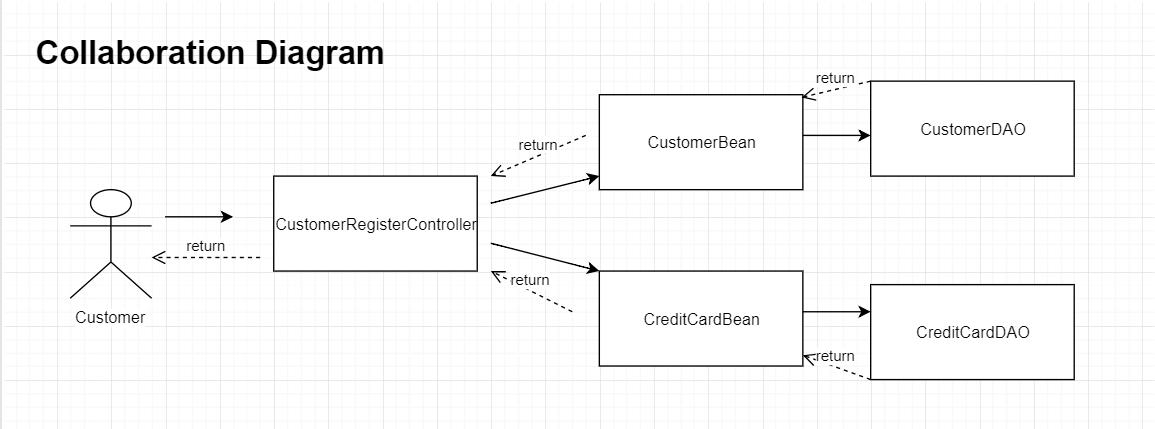 Collaboration Diagram
return
CustomerDAO
CustomerBean
return
CustomerRegisterController
return
return
Customer
CreditCardBean
CreditCardDAO
return